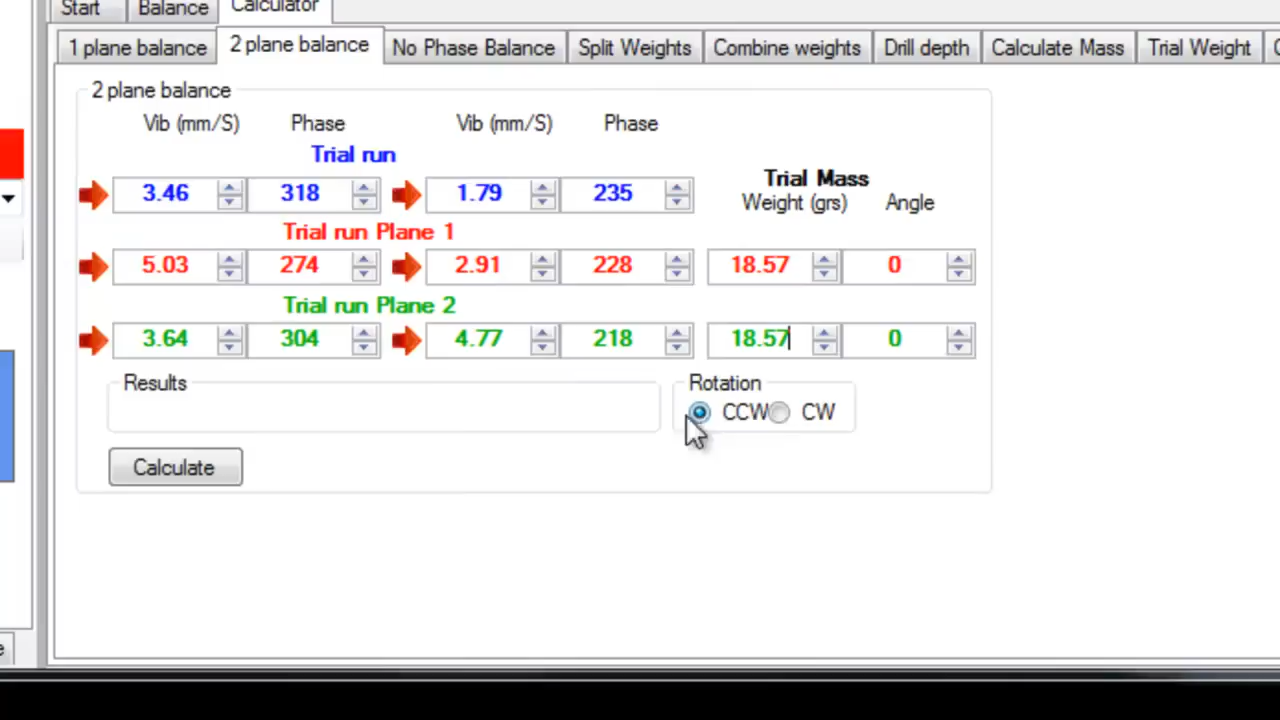 Start Balance Calculator
1 plane balance 2 plane balance No Phase Balance Split Weights Combine weights Drill depth Calculate Mass Trial Weight
2 plane balance
Vib (mm/S) Phase Vib (mm/S) Phase
Trial run
Trial Mass
3.46 318 1.79 235
Weight (grs) Angle
Trial run Plane 1
5.03 274 2.91 228 18.57 0
Trial run Plane 2
3.64 304 4.77 218 18.57 0
Results Rotation
CCW CW
Calculate